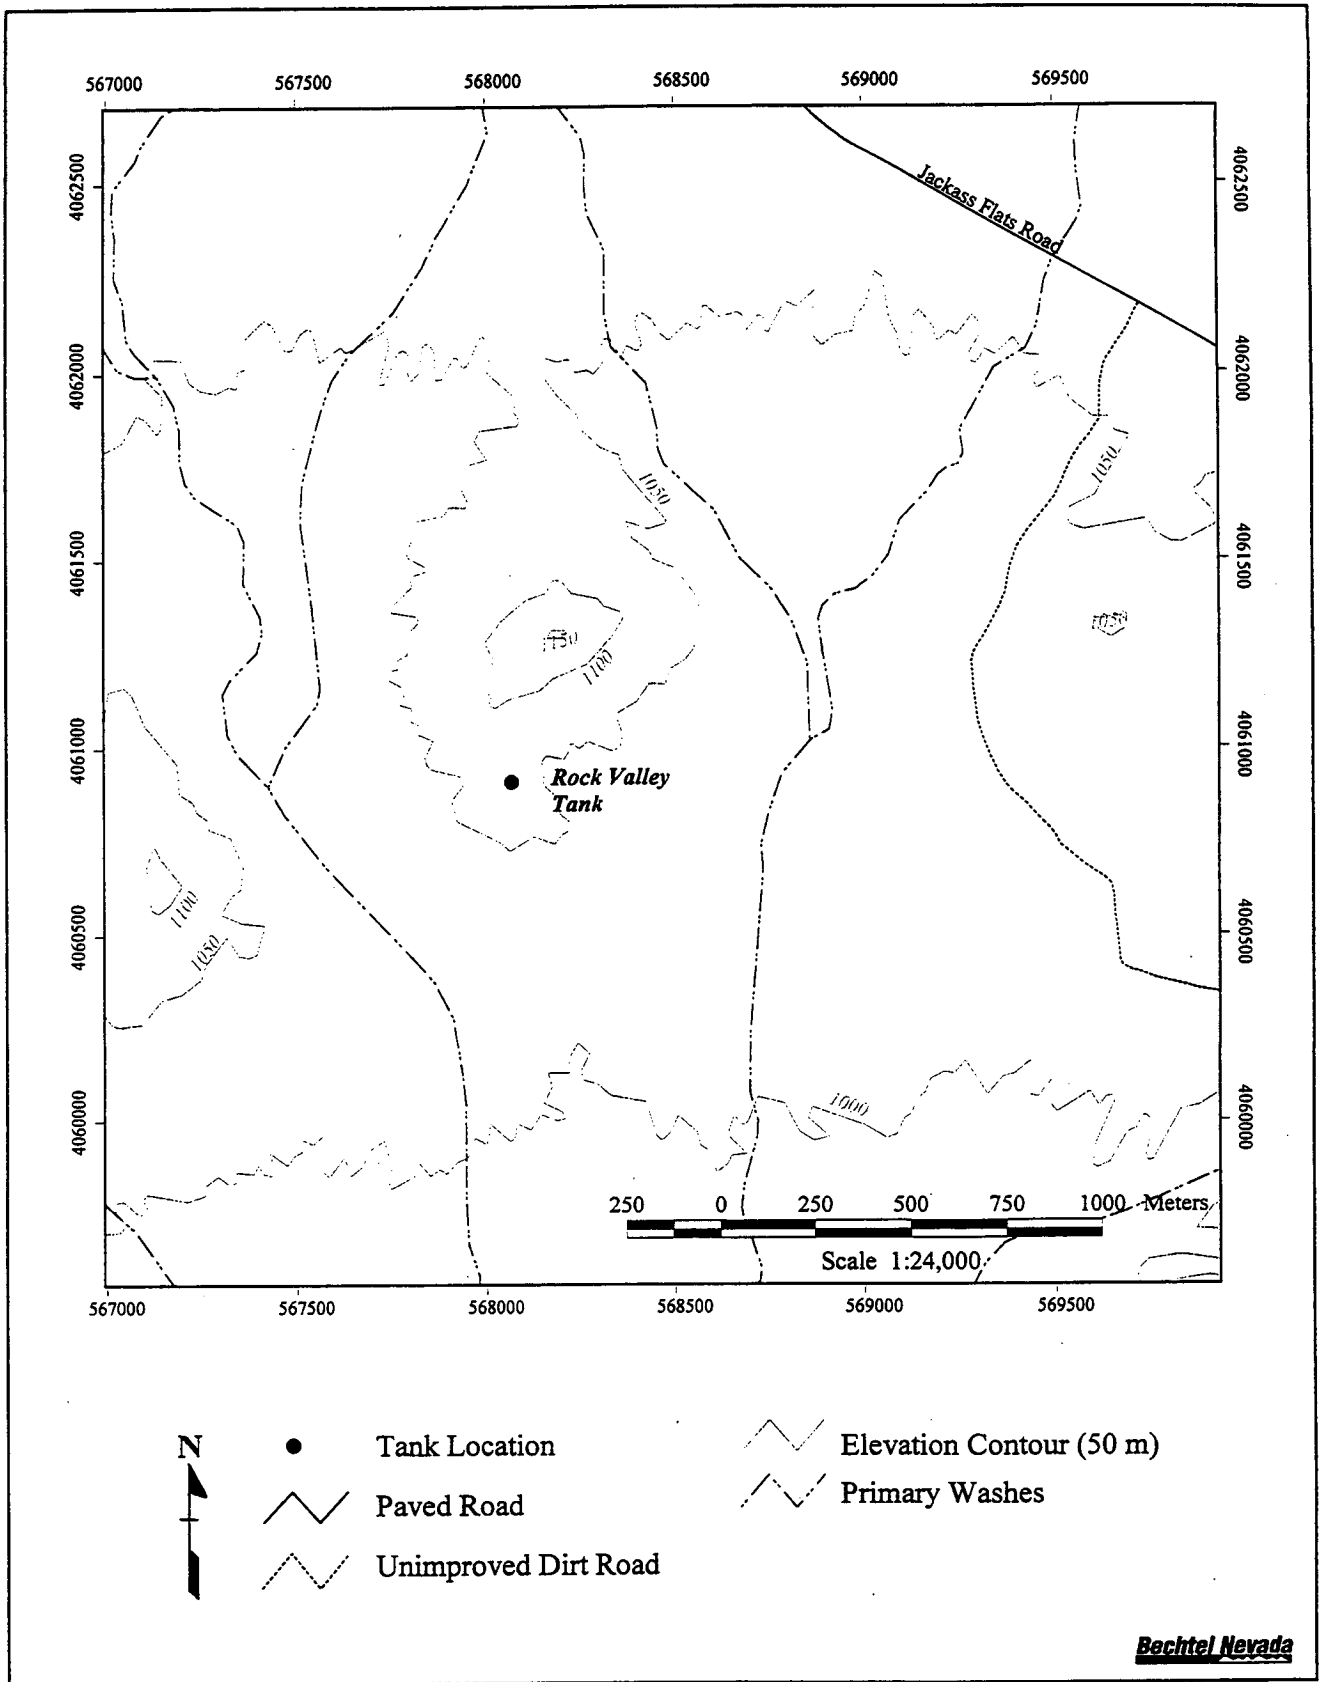 567000 567500 568000 568500 569000 569500
4062500
4062500
Jackass Flats Road
4062000
4062000
1050
1050
4061500
4061500
1050
1150
1100
4061000
4061000
Rock Valley
Tank
1100
1050
4060500
4060500
1000
4060000
4060000
250 0 250 500 750 1000 Meters
Scale 1:24,000
567000 567500 568000 568500 569000 569500
N
Tank Location
Elevation Contour (50 m)
Paved Road
Primary Washes
Unimproved Dirt Road
Bechtel Nevada